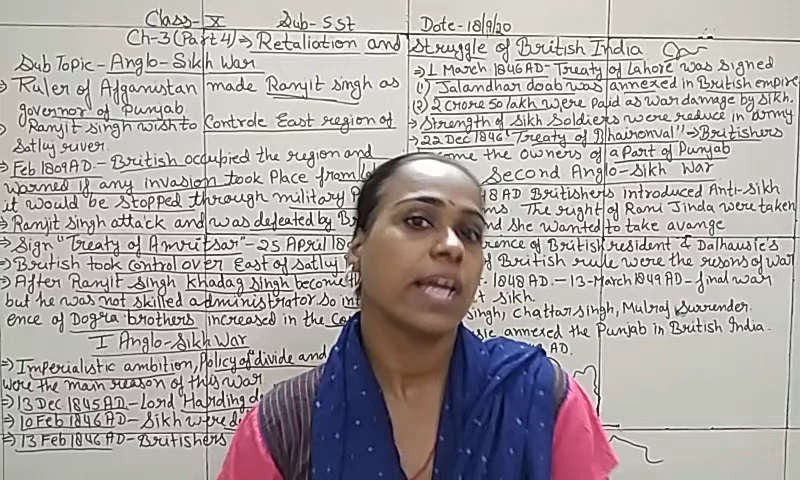 Class- X Sub- S.St Date- 18/9/20
Ch-3 (Part 4) → Retaliation and Struggle of British India
Sub Topic - Anglo - Sikh War
⇒ Ruler of Afganistan made Ranjit singh as
governor of Punjab
Ranjit singh wish to Controle East region of
Satluj river.
⇒ Feb 1809 AD - British occupied the region and
warned if any invasion took Place from
it would be stopped through military
⇒ Ranjit singh attack and was defeated by
⇒ Sign "Treaty of Amritsar" - 25 April
⇒ British took control over East of satluj
⇒ After Ranjit Singh khadag singh become
but he was not skilled administrator so
ence of Dogra brothers increased in the
I Anglo - Sikh War
⇒ Imperialistic ambition, Policy of divide and
were the main reason of this war
⇒ 13 Dec 1845 AD - Lord Harding
⇒ 10 Feb 1846 AD - Sikh were
⇒ 13 Feb 1846 AD - Britishers
⇒ 1 March 1846 AD - Treaty of Lahore was signed
(1) Jalandhar doab was annexed in British empire
(2) 2 crore 50 lakh were paid as war damage by Sikh.
⇒ Strength of Sikh Soldiers were reduce in army
⇒ 22 Dec 1846 "Treaty of Bhaironval" → Britishers
the owners of a Part of Punjab
Second Anglo - Sikh War
AD Britishers introduced Anti-Sikh
The right of Rani Jinda were taken
and she wanted to take avange
of British resident & Dalhausie's
of British rule were the resons of war
1848 AD. - 13 - March 1849 AD - final war
Sikh
Singh, Chattar singh, Mulraj surrender.
annexed the Punjab in British India.
AD.